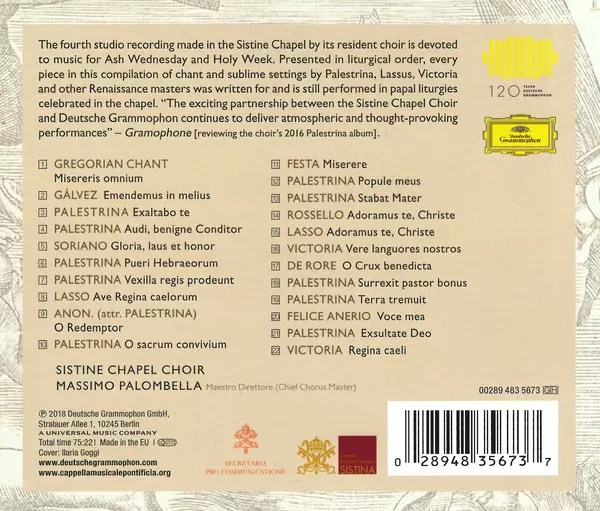 The fourth studio recording made in the Sistine Chapel by its resident choir is devoted
to music for Ash Wednesday and Holy Week. Presented in liturgical order, every
piece in this compilation of chant and sublime settings by Palestrina, Lassus, Victoria
and other Renaissance masters was written for and is still performed in papal liturgies
celebrated in the chapel. “The exciting partnership between the Sistine Chapel Choir
and Deutsche Grammophon continues to deliver atmospheric and thought-provoking
performances” – Gramophone [reviewing the choir's 2016 Palestrina album].
120 YEARS DEUTSCHE GRAMMOPHON
Deutsche
Grammophon
1 GREGORIAN CHANT
Misereris omnium
2 GÁLVEZ Emendemus in melius
3 PALESTRINA Exaltabo te
4 PALESTRINA Audi, benigne Conditor
5 SORIANO Gloria, laus et honor
6 PALESTRINA Pueri Hebraeorum
7 PALESTRINA Vexilla regis prodeunt
8 LASSO Ave Regina caelorum
9 ANON. (attr. PALESTRINA)
O Redemptor
10 PALESTRINA O sacrum convivium
11 FESTA Miserere
12 PALESTRINA Popule meus
13 PALESTRINA Stabat Mater
14 ROSSELLO Adoramus te, Christe
15 LASSO Adoramus te, Christe
16 VICTORIA Vere languores nostros
17 DE RORE O Crux benedicta
18 PALESTRINA Surrexit pastor bonus
19 PALESTRINA Terra tremuit
20 FELICE ANERIO Voce mea
21 PALESTRINA Exsultate Deo
22 VICTORIA Regina caeli
SISTINE CHAPEL CHOIR
MASSIMO PALOMBELLA Maestro Direttore (Chief Chorus Master)
00289 483 5673 GH
℗ 2018 Deutsche Grammophon GmbH,
Stralauer Allee 1, 10245 Berlin
A UNIVERSAL MUSIC COMPANY
Total time 75:221 Made in the EU
Cover: Ilaria Goggi
www.deutschegrammophon.com
www.cappellamusicalepontificia.org
SECRETARIA
PRO COMMUNICATIONE
SISTINA
0 28948 35673 7